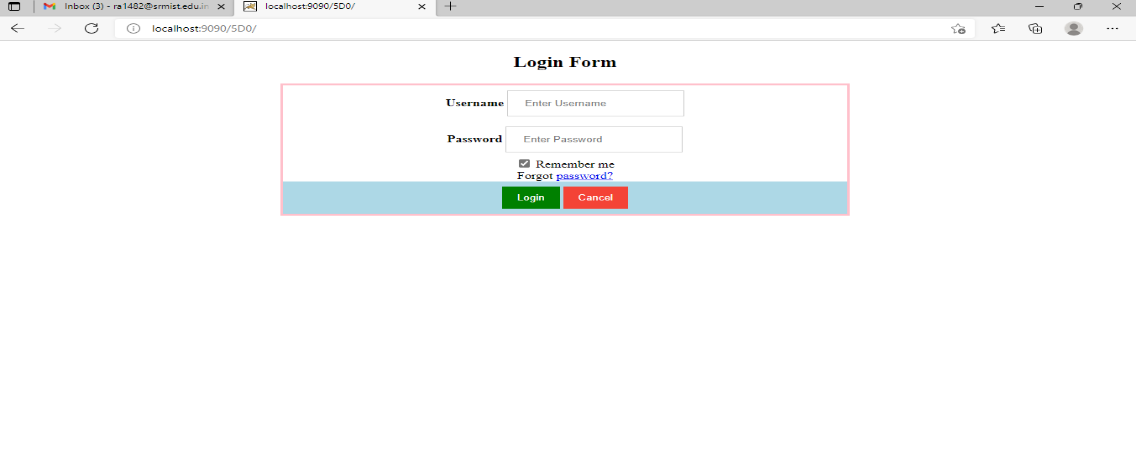 Inbox (3) - ra1482@srmist.edu.in
localhost:9090/5D0/
localhost:9090/5D0/
Login Form
Username Enter Username
Password Enter Password
Remember me
Forgot password?
Login Cancel